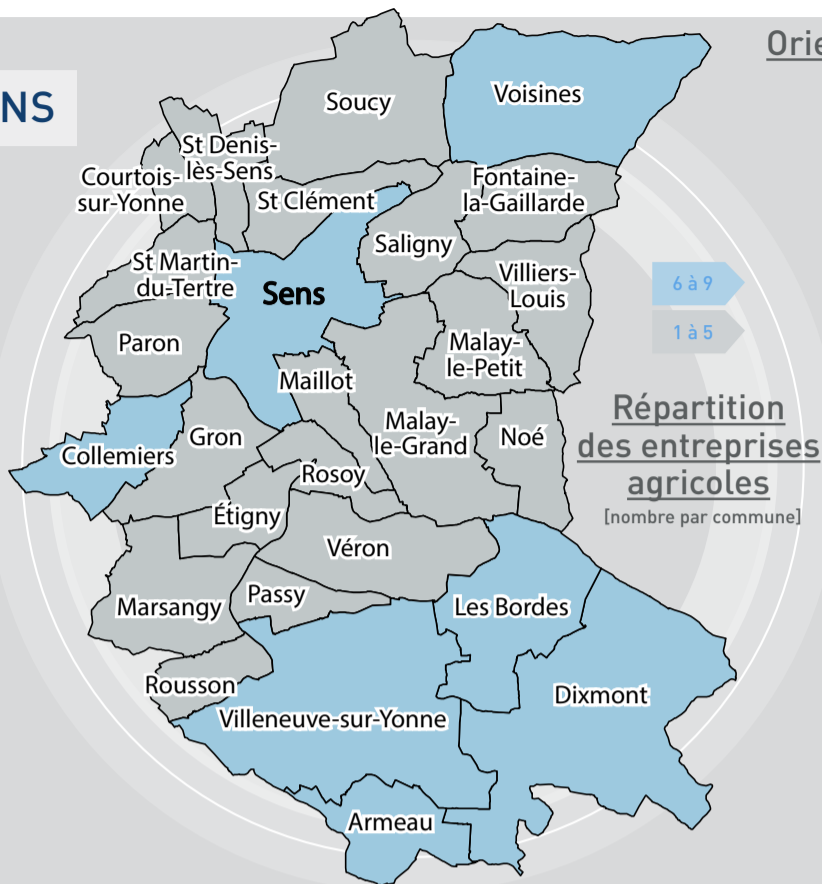 Orie
NS
Soucy
Voisines
St Denis-
lès-Sens
Courtois-
sur-Yonne
St Clément
Fontaine-
la-Gaillarde
Saligny
St Martin-
du-Tertre
Sens
Villiers-
Louis
6 à 9
1 à 5
Paron
Malay-
le-Petit
Maillot
Répartition
des entreprises
agricoles
[nombre par commune]
Collemiers
Gron
Malay-
le-Grand
Noé
Rosoy
Étigny
Véron
Marsangy
Passy
Les Bordes
Rousson
Villeneuve-sur-Yonne
Dixmont
Armeau